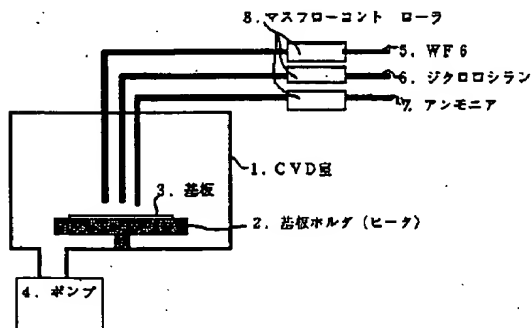 8. マスフローコント ローラ
5. WF6
6. ジクロロシラン
7. アンモニア
1. CVD室
3. 基板
2. 基板ホルダ (ヒータ)
4. ポンプ